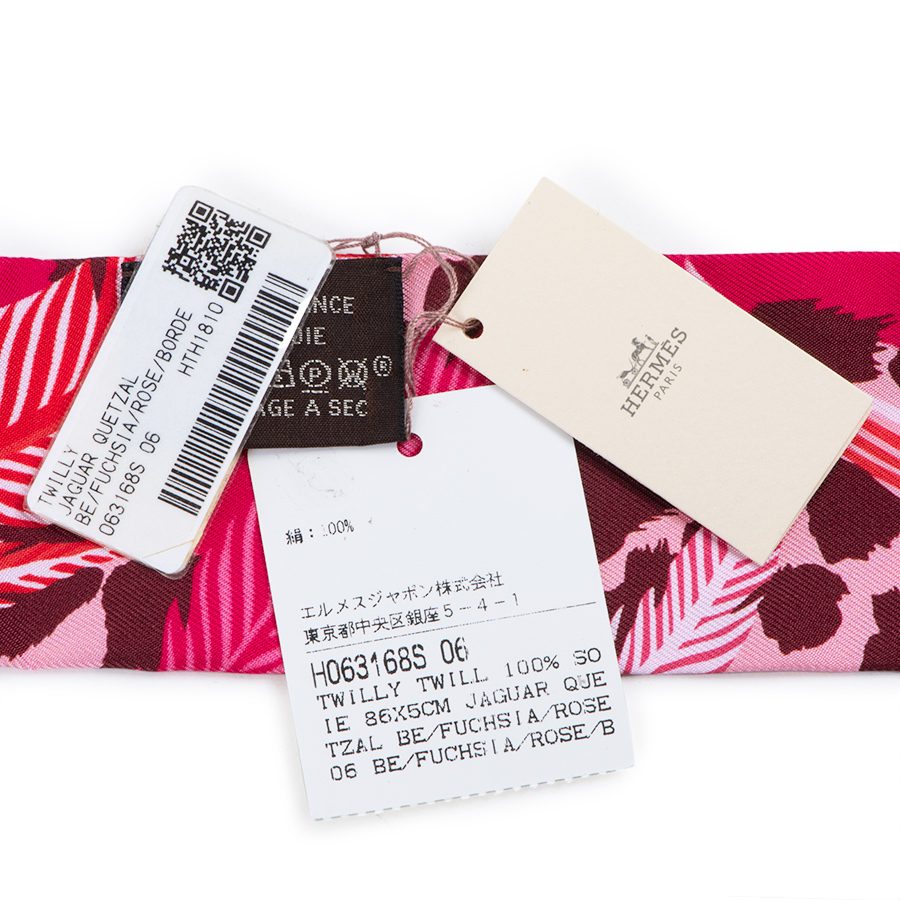 TWILLY
JAGUAR QUETZAL
BE/FUCHSIA/ROSE/BORDE
063168S 06 HTH1810
NCE
IE
®
GE A SEC
HERMES
PARIS
絹：100%
エルメスジャポン株式会社
東京都中央区銀座5-4-1
H063168S 06
TWILLY TWILL 100% SO
IE 86X5CM JAGUAR QUE
TZAL BE/FUCHSIA/ROSE
06 BE/FUCHSIA/ROSE/B